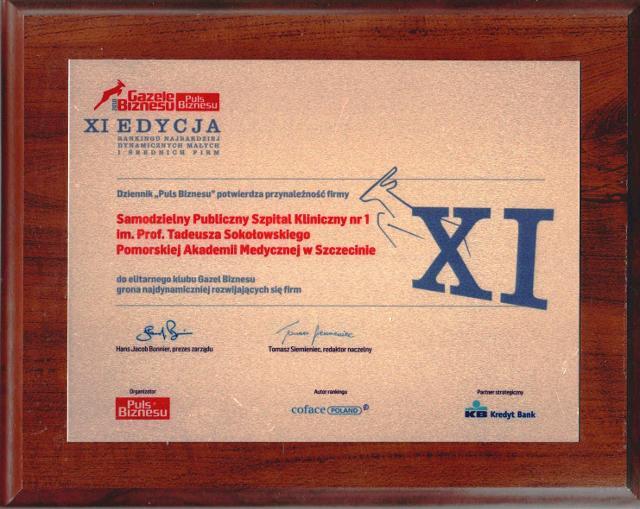 Gazele Biznesu Puls Biznesu
XI EDYCJA
RANKINGU NAJBARDZIEJ
DYNAMICZNYCH MAŁYCH
I ŚREDNICH FIRM
Dziennik „Puls Biznesu” potwierdza przynależność firmy
Samodzielny Publiczny Szpital Kliniczny nr 1
im. Prof. Tadeusza Sokołowskiego
Pomorskiej Akademii Medycznej w Szczecinie
XI
do elitarnego klubu Gazel Biznesu
grona najdynamiczniej rozwijających się firm
Hans Jacob Bonnier, prezes zarządu
Tomasz Siemieniec, redaktor naczelny
Organizator
Puls Biznesu
Autor rankingu
coface POLAND
Partner strategiczny
KB Kredyt Bank